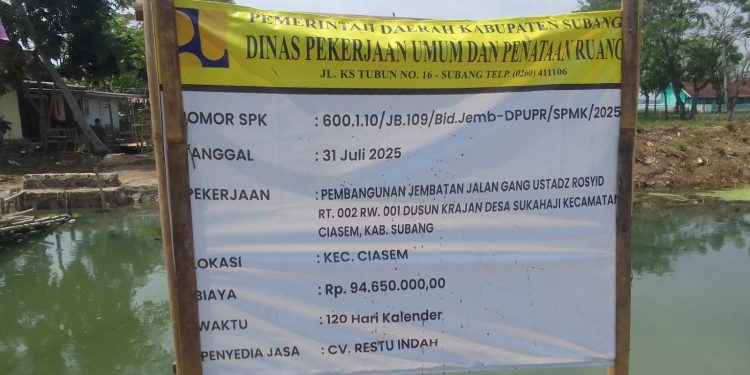 PEMERINTAH DAERAH KABUPATEN SUBANG
DINAS PEKERJAAN UMUM DAN PENATAAN RUANG
JL. KS TUBUN NO. 16 - SUBANG TELP. (0260) 411106
NOMOR SPK : 600.1.10/JB.109/Bid.Jemb-DPUPR/SPMK/2025
TANGGAL : 31 Juli 2025
PEKERJAAN : PEMBANGUNAN JEMBATAN JALAN GANG USTADZ ROSYID
RT. 002 RW. 001 DUSUN KRAJAN DESA SUKAHAJI KECAMATAN
CIASEM, KAB. SUBANG
LOKASI : KEC. CIASEM
BIAYA : Rp. 94.650.000,00
WAKTU : 120 Hari Kalender
PENYEDIA JASA : CV. RESTU INDAH